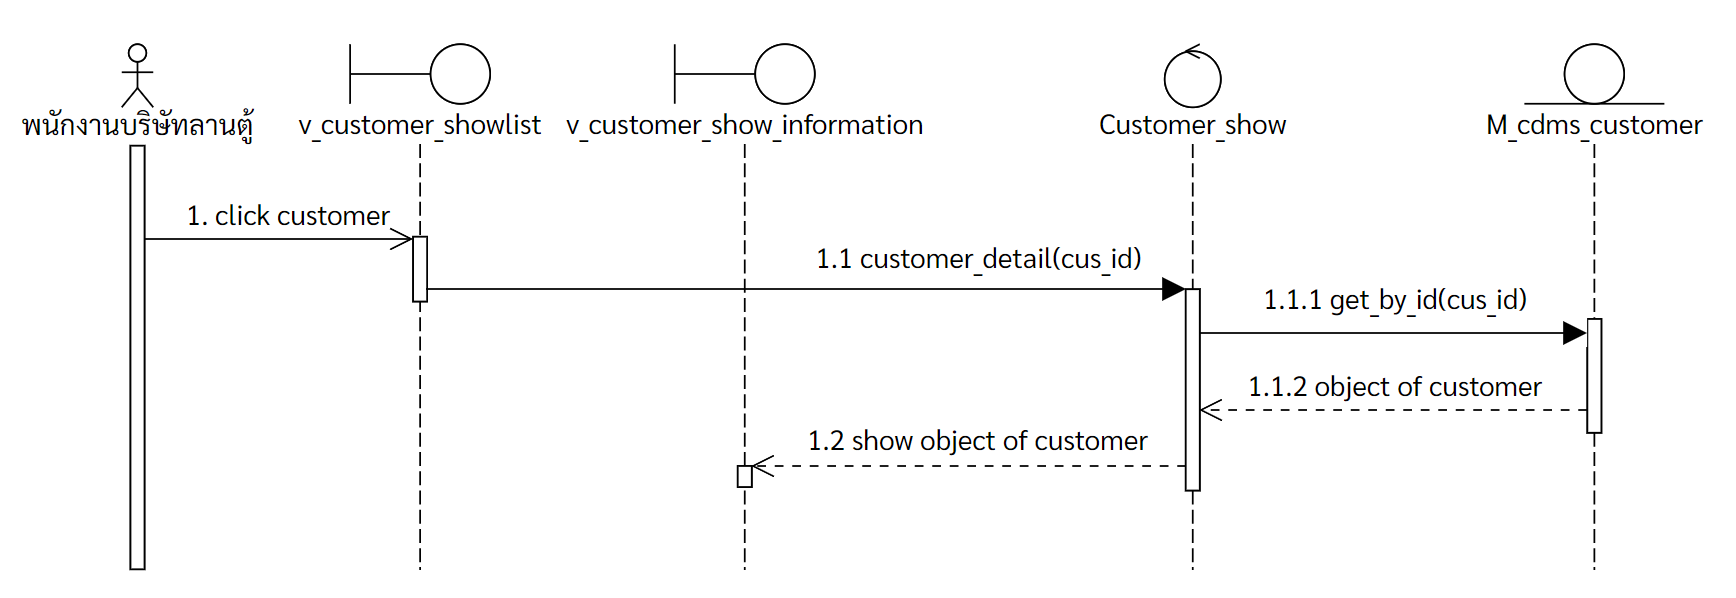 พนักงานบริษัทลานตู้
v_customer_showlist
v_customer_show_information
Customer_show
M_cdms_customer
1. click customer
1.1 customer_detail(cus_id)
1.1.1 get_by_id(cus_id)
1.1.2 object of customer
1.2 show object of customer